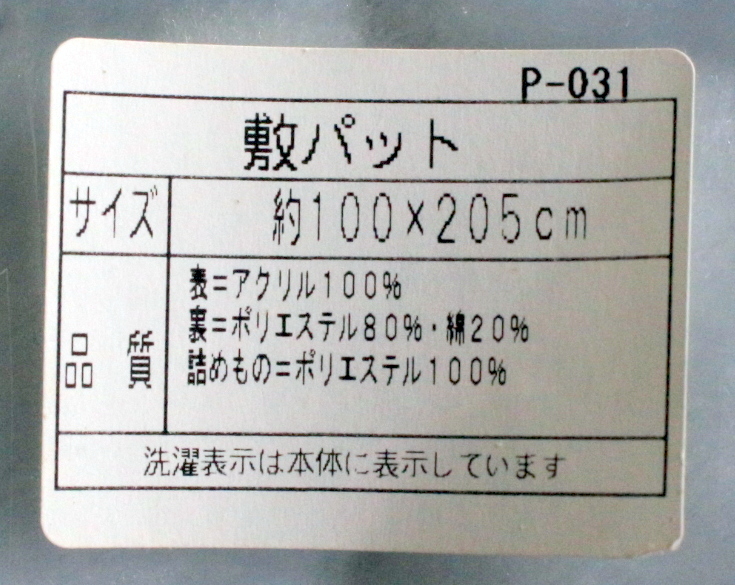 P-031
敷パット
サイズ 約100×205cm
表=アクリル100%
裏=ポリエステル80%・綿20%
品 質
詰めもの=ポリエステル100%
洗濯表示は本体に表示しています